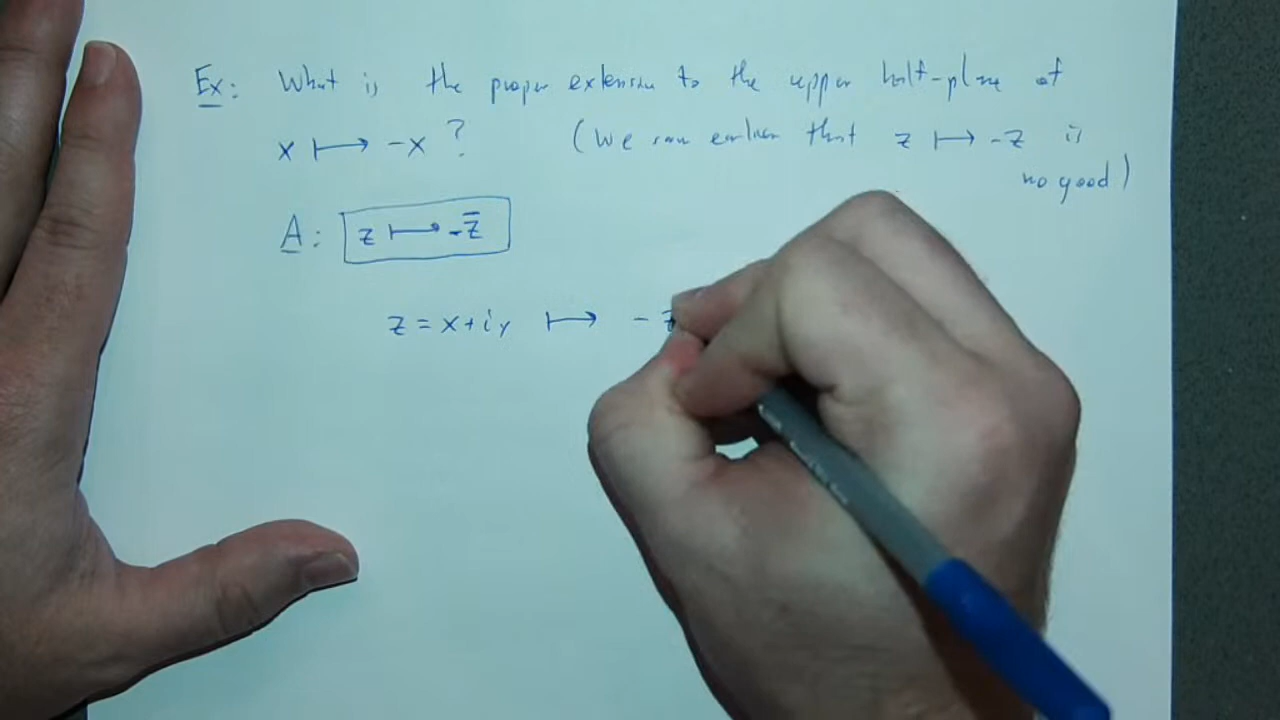 Ex: What is the proper extension to the upper half-plane of
x ↦ -x ? (We saw earlier that z ↦ -z is
no good)
A: z ↦ -z̄
z = x+iy ↦ - z